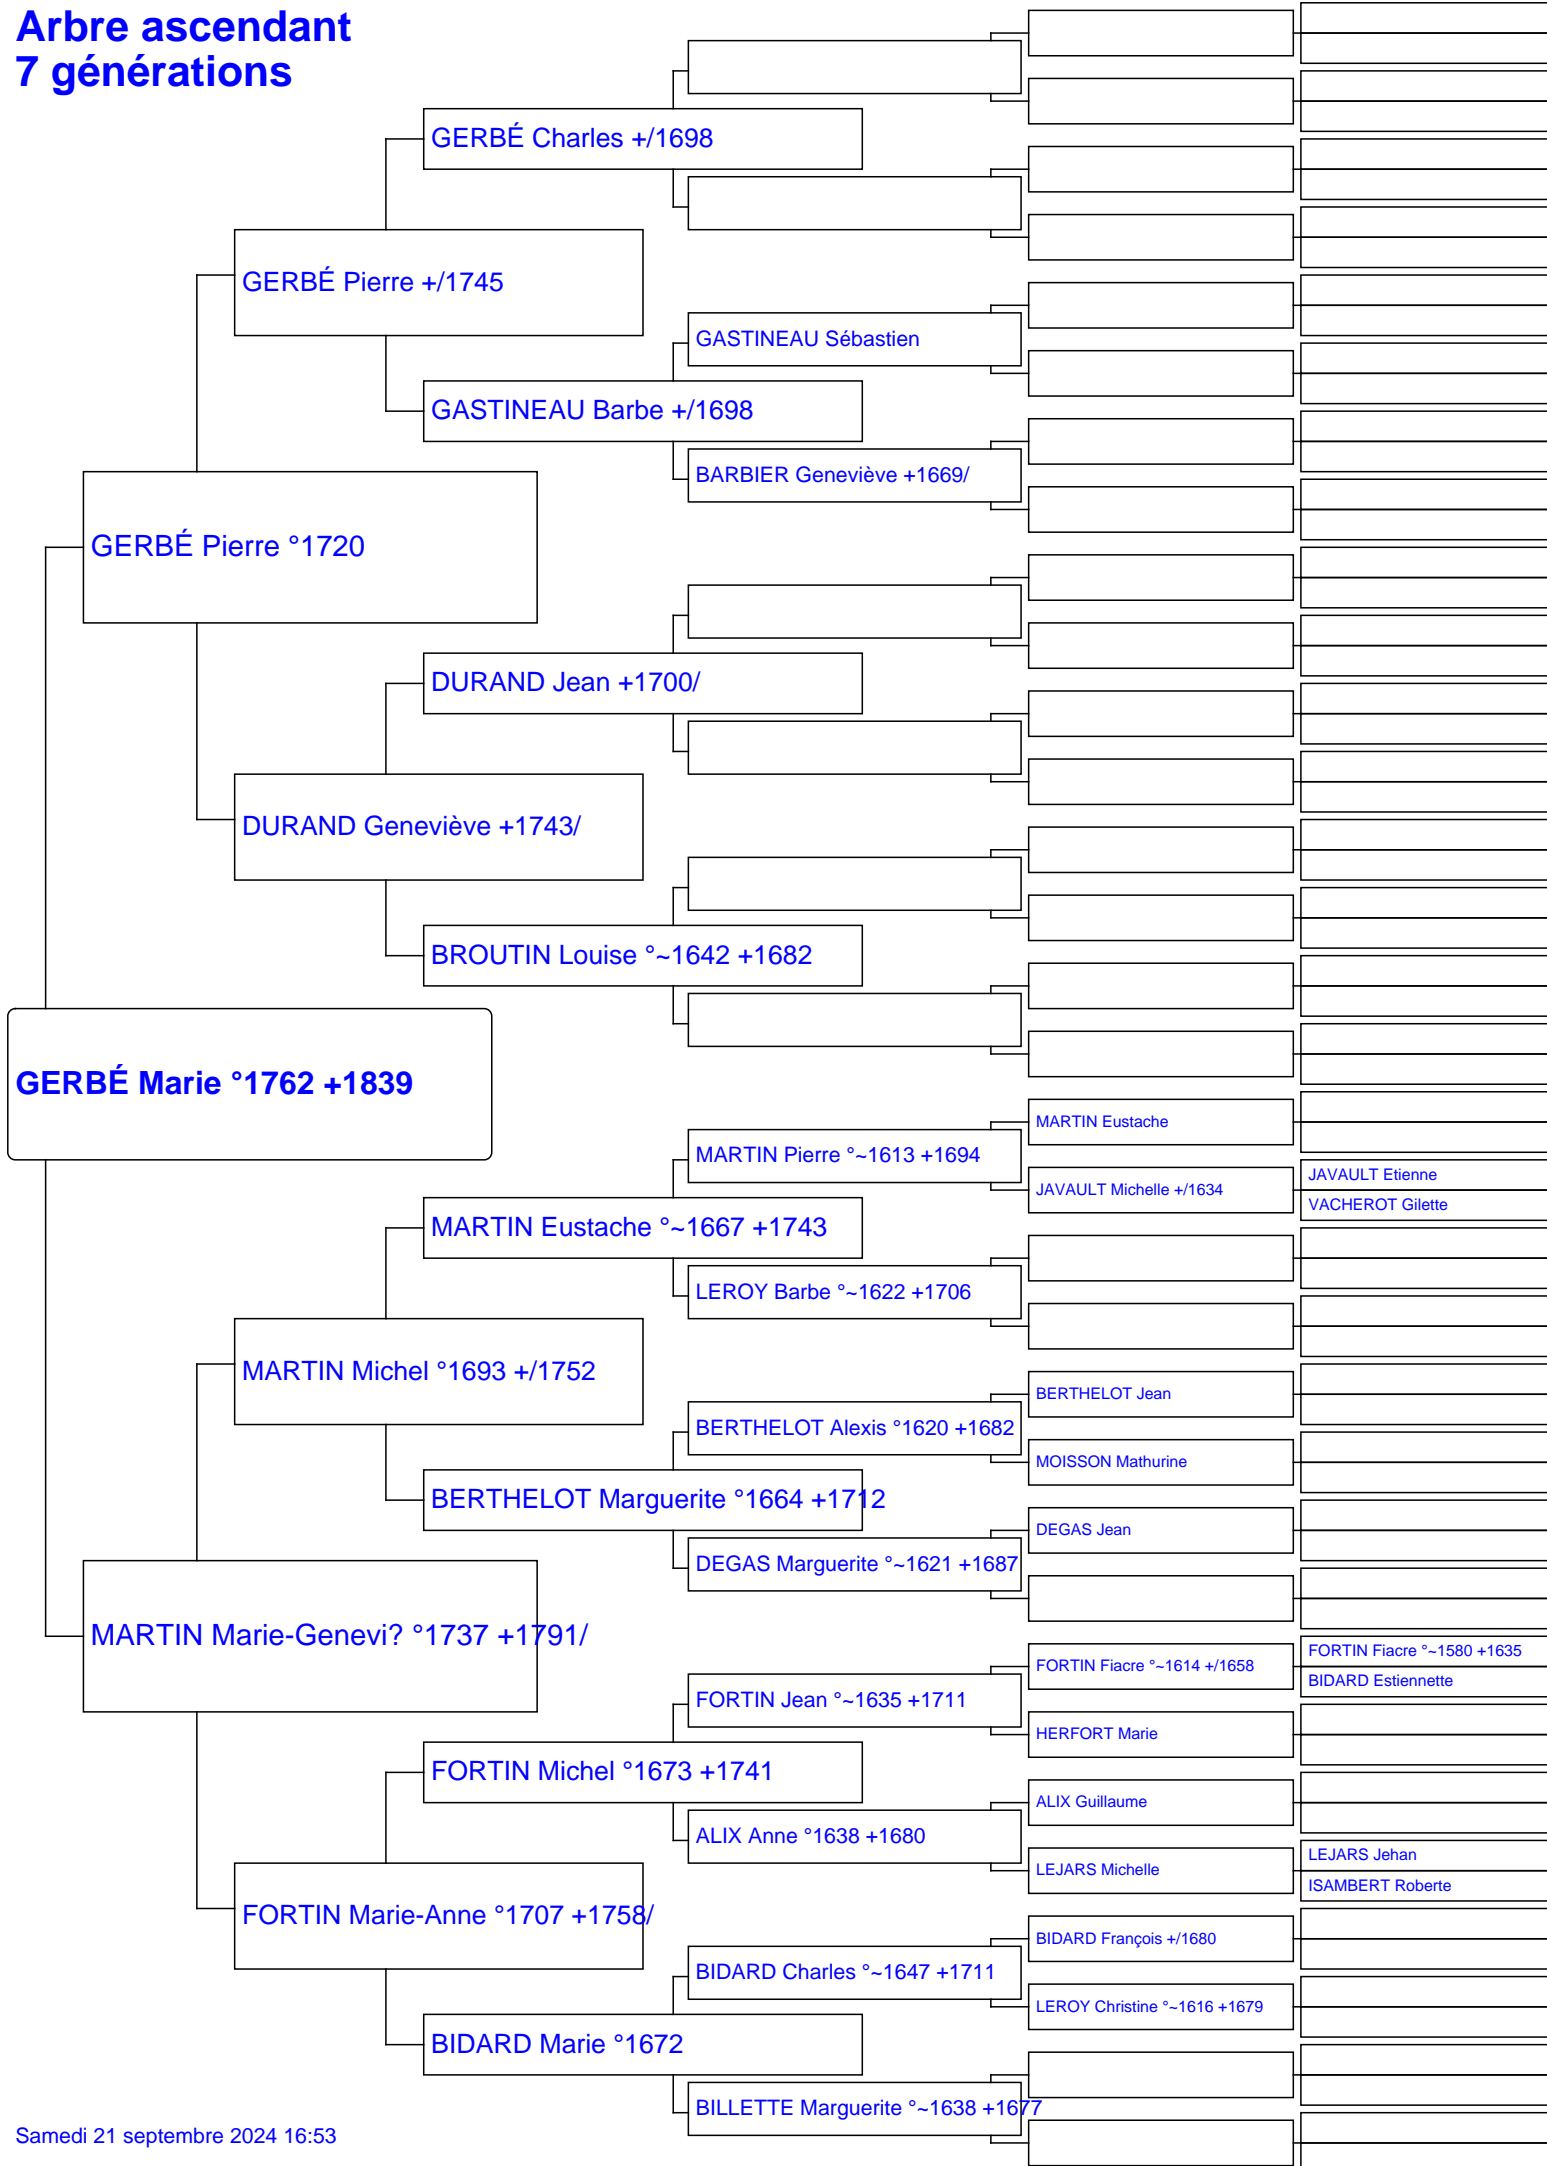 Arbre ascendant
7 générations
GERBÉ Charles +/1698
GERBÉ Pierre +/1745
GASTINEAU Sébastien
GASTINEAU Barbe +/1698
BARBIER Geneviève +1669/
GERBÉ Pierre °1720
DURAND Jean +1700/
DURAND Geneviève +1743/
BROUTIN Louise °~1642 +1682
GERBÉ Marie °1762 +1839
MARTIN Eustache
MARTIN Pierre °~1613 +1694
JAVAULT Etienne
JAVAULT Michelle +/1634
VACHEROT Gilette
MARTIN Eustache °~1667 +1743
LEROY Barbe °~1622 +1706
MARTIN Michel °1693 +/1752
BERTHELOT Jean
BERTHELOT Alexis °1620 +1682
MOISSON Mathurine
BERTHELOT Marguerite °1664 +1712
DEGAS Jean
DEGAS Marguerite °~1621 +1687
MARTIN Marie-Genevi? °1737 +1791/
FORTIN Fiacre °~1580 +1635
FORTIN Fiacre °~1614 +/1658
BIDARD Estiennette
FORTIN Jean °~1635 +1711
HERFORT Marie
FORTIN Michel °1673 +1741
ALIX Guillaume
ALIX Anne °1638 +1680
LEJARS Jehan
LEJARS Michelle
ISAMBERT Roberte
FORTIN Marie-Anne °1707 +1758/
BIDARD François +/1680
BIDARD Charles °~1647 +1711
LEROY Christine °~1616 +1679
BIDARD Marie °1672
BILLETTE Marguerite °~1638 +1677
Samedi 21 septembre 2024 16:53